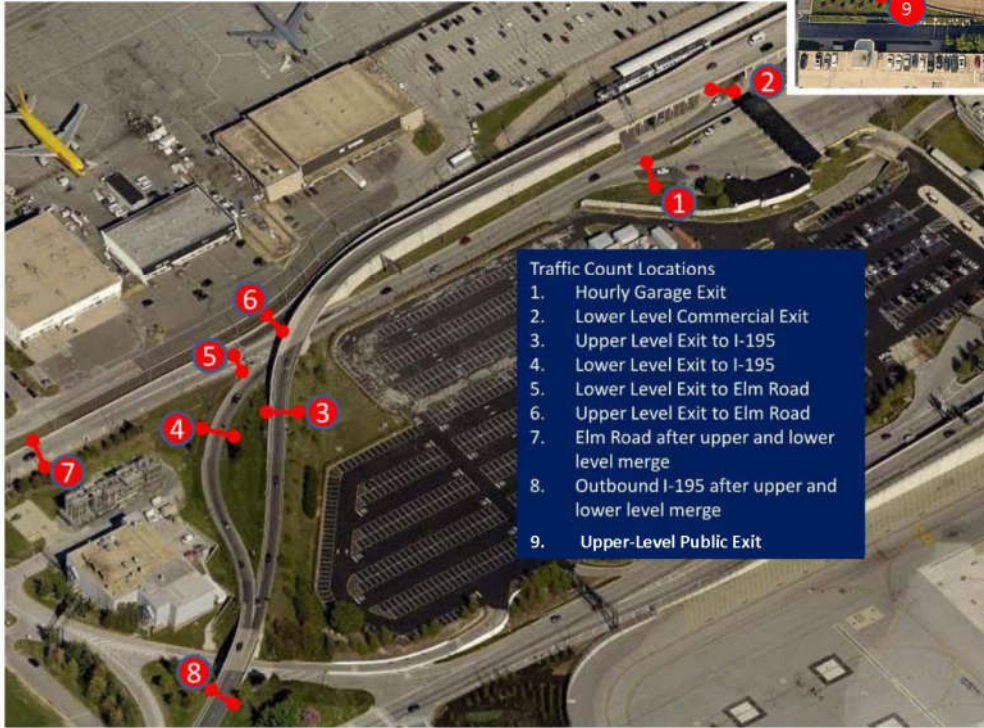 9
2
1
6
5
3
4
7
8
Traffic Count Locations
1. Hourly Garage Exit
2. Lower Level Commercial Exit
3. Upper Level Exit to I-195
4. Lower Level Exit to I-195
5. Lower Level Exit to Elm Road
6. Upper Level Exit to Elm Road
7. Elm Road after upper and lower
level merge
8. Outbound I-195 after upper and
lower level merge
9. Upper-Level Public Exit